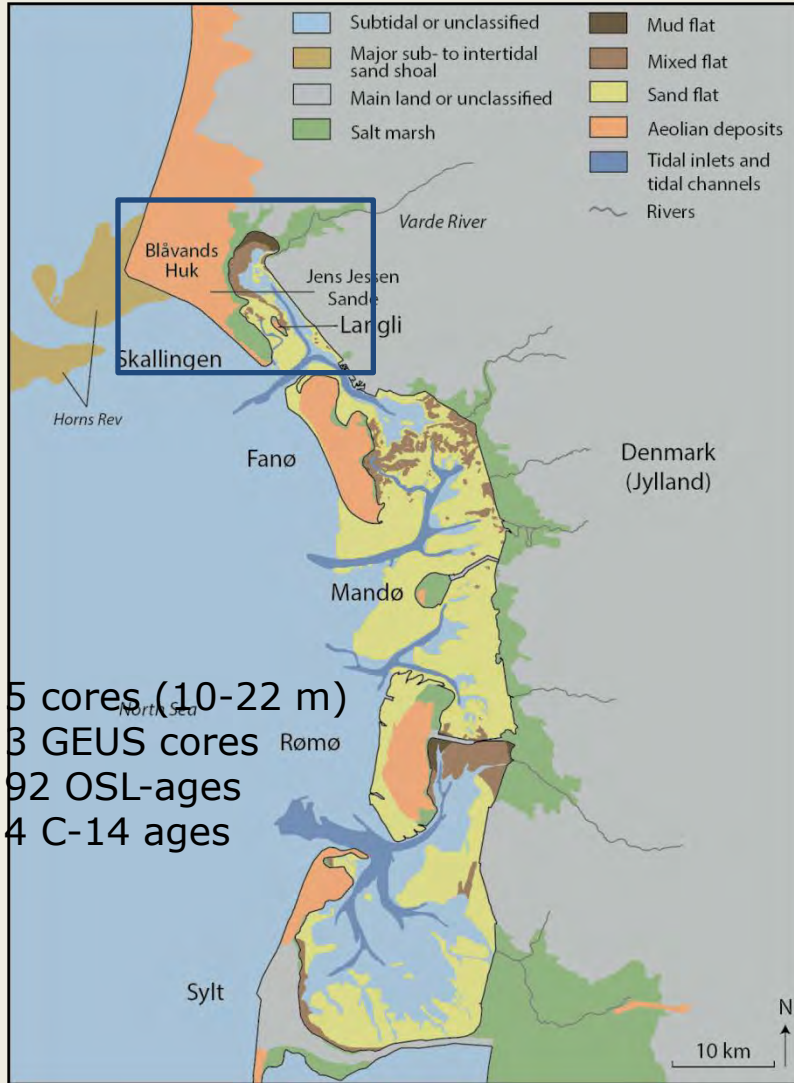 Subtidal or unclassified
Major sub- to intertidal
sand shoal
Main land or unclassified
Salt marsh
Mud flat
Mixed flat
Sand flat
Aeolian deposits
Tidal inlets and
tidal channels
Rivers
Varde River
Blåvands
Huk
Jens Jessen
Sande
Langli
Skallingen
Horns Rev
Fanø
Denmark
(Jylland)
Mandø
5 cores (10-22 m)
North Sea
3 GEUS cores
Rømø
92 OSL-ages
4 C-14 ages
Sylt
N
10 km